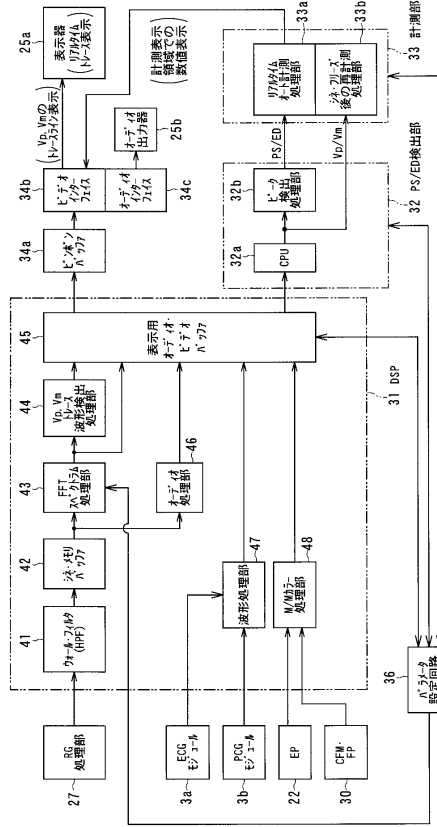 25a
表示器
(リアルタイム
トレース表示)
Vp, Vmの
(トレースライン表示)
(計測表示
領域での
数値表示)
オーディオ
出力器
25b
34b
ビデオ
インター
フェイス
オーディオ
インター
フェイス
34c
34a
ピンポン
バッファ
33a
33b
リアルタイム
オート計測
処理部
シネ・フリーズ
後の再計測
処理部
33 計測部
PS/ED
Vp/Vm
32b
ピーク
検出
処理部
32a
CPU
32 PS/ED検出部
45
表示用
オーディオ・
ビデオ
バッファ
31 DSP
44
Vp, Vm
トレース
波形検出
処理部
43
FFT
スペクトラム
処理部
46
オーディオ
処理部
42
シネ・メモリ
バッファ
41
ウォール・フィルタ
(HPF)
47
波形処理部
48
M/Mカラー
処理部
RG
処理部
27
ECG
モジュール
3a
PCG
モジュール
3b
EP
22
CFM・
FP
30
36
パラメータ
設定回路